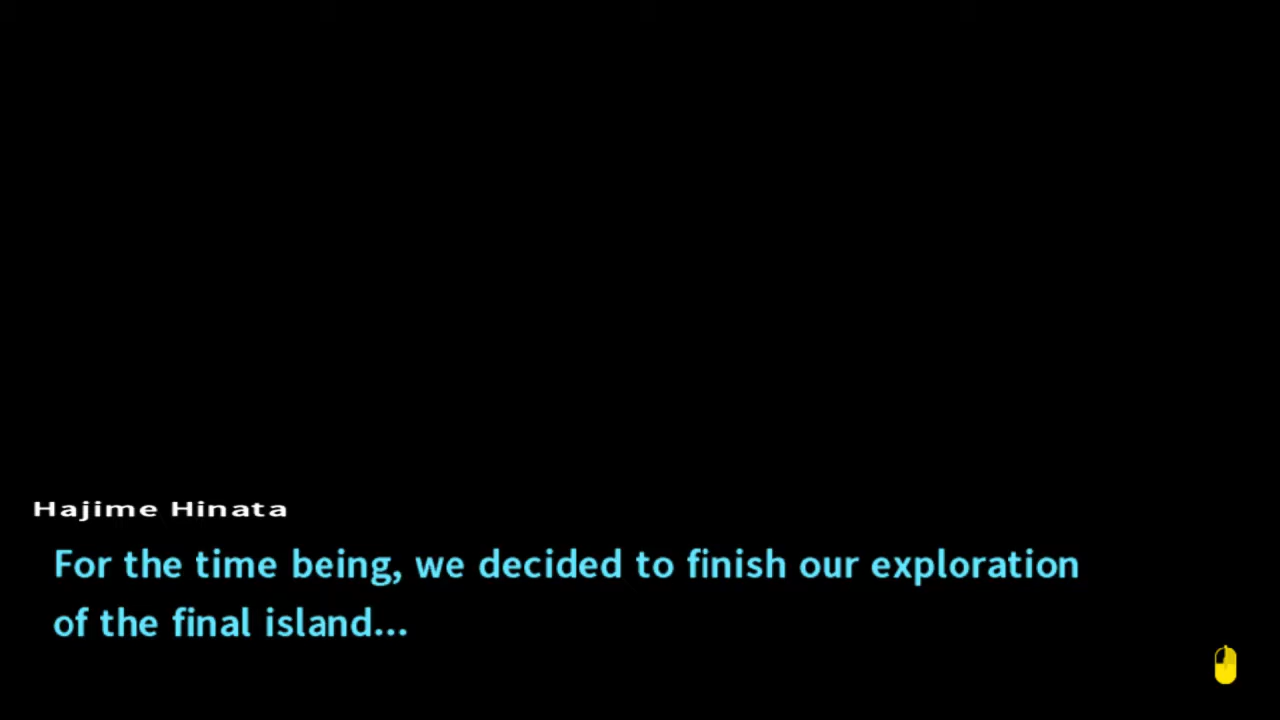 Hajime Hinata
For the time being, we decided to finish our exploration
of the final island...